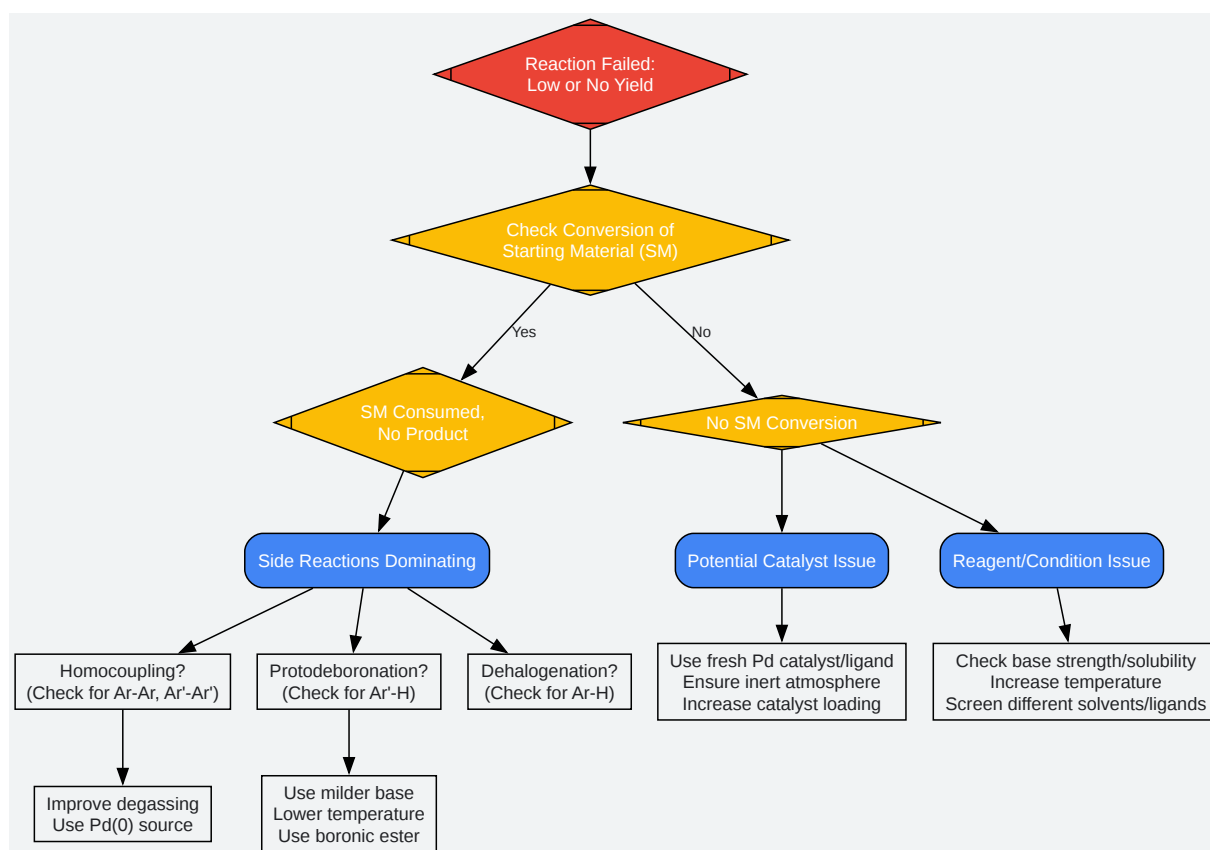 Reaction Failed:
Low or No Yield
Check Conversion of
Starting Material (SM)
Yes
No
SM Consumed,
No Product
No SM Conversion
Side Reactions Dominating
Potential Catalyst Issue
Reagent/Condition Issue
Homocoupling?
(Check for Ar-Ar, Ar'-Ar')
Protodeboronation?
(Check for Ar'-H)
Dehalogenation?
(Check for Ar-H)
Use fresh Pd catalyst/ligand
Ensure inert atmosphere
Increase catalyst loading
Check base strength/solubility
Increase temperature
Screen different solvents/ligands
Improve degassing
Use Pd(0) source
Use milder base
Lower temperature
Use boronic ester